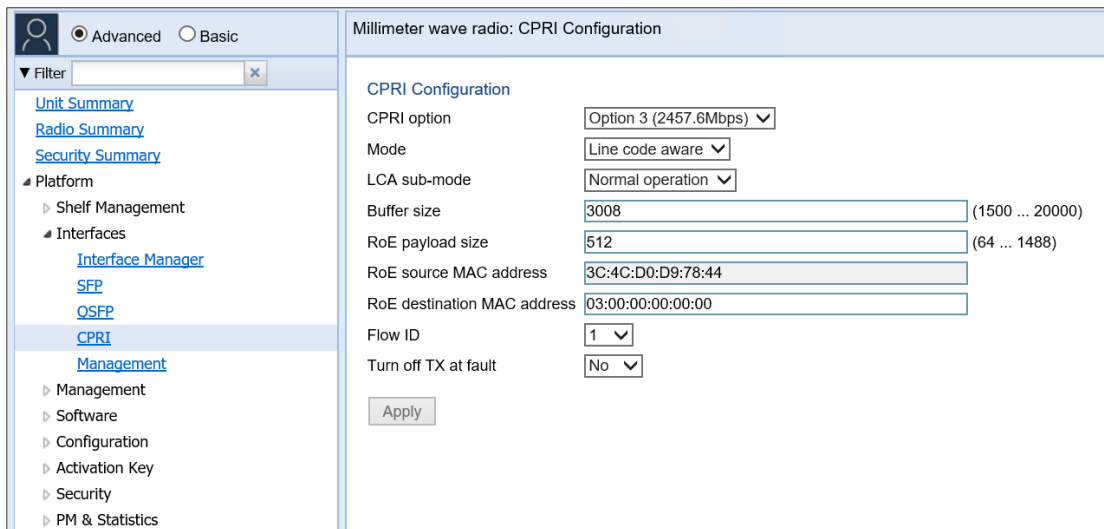 Advanced Basic
Filter
Unit Summary
Radio Summary
Security Summary
Platform
Shelf Management
Interfaces
Interface Manager
SFP
QSFP
CPRI
Management
Management
Software
Configuration
Activation Key
Security
PM & Statistics
Millimeter wave radio: CPRI Configuration
CPRI Configuration
CPRI option Option 3 (2457.6Mbps)
Mode Line code aware
LCA sub-mode Normal operation
Buffer size 3008 (1500 ... 20000)
RoE payload size 512 (64 ... 1488)
RoE source MAC address 3C:4C:D0:D9:78:44
RoE destination MAC address 03:00:00:00:00:00
Flow ID 1
Turn off TX at fault No
Apply